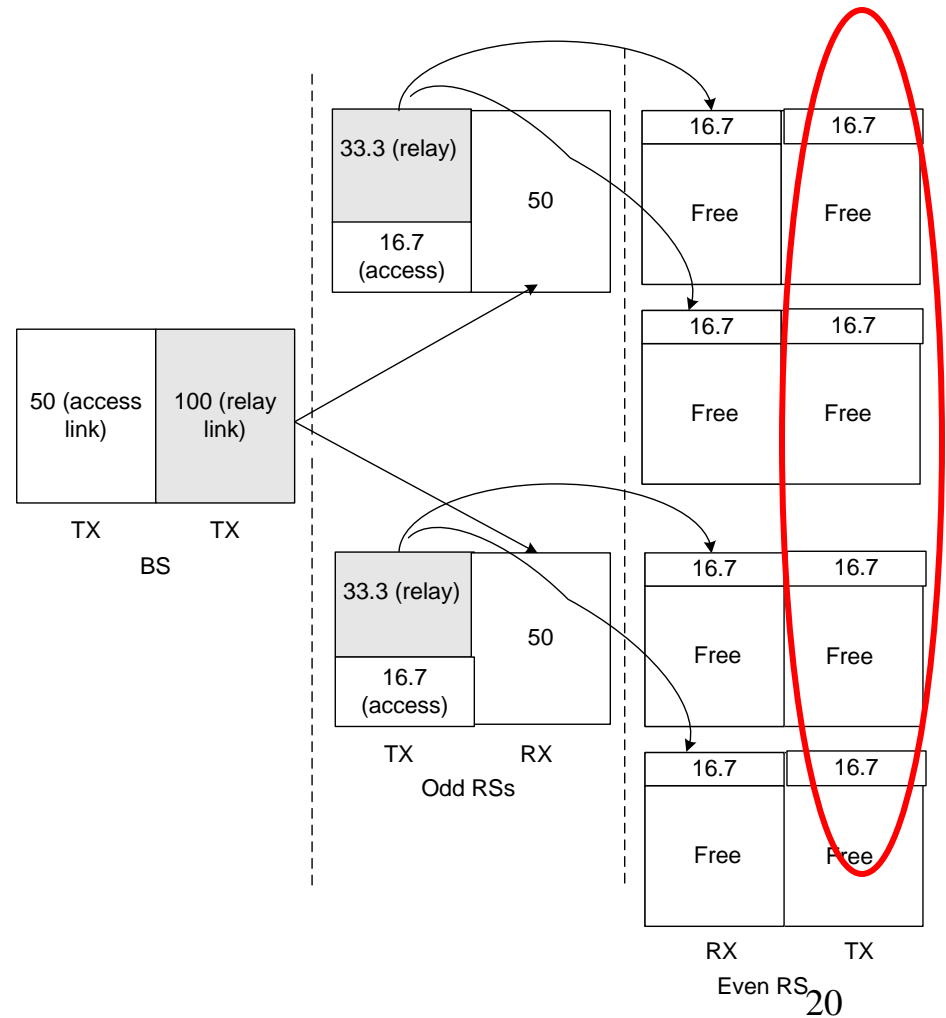 50 (access
link)
100 (relay
link)
TX
TX
BS
33.3 (relay)
16.7
(access)
50
33.3 (relay)
16.7
(access)
50
TX
RX
Odd RSs
16.7
16.7
Free
Free
16.7
16.7
Free
Free
16.7
16.7
Free
Free
16.7
16.7
Free
Free
RX
TX
Even RS
20